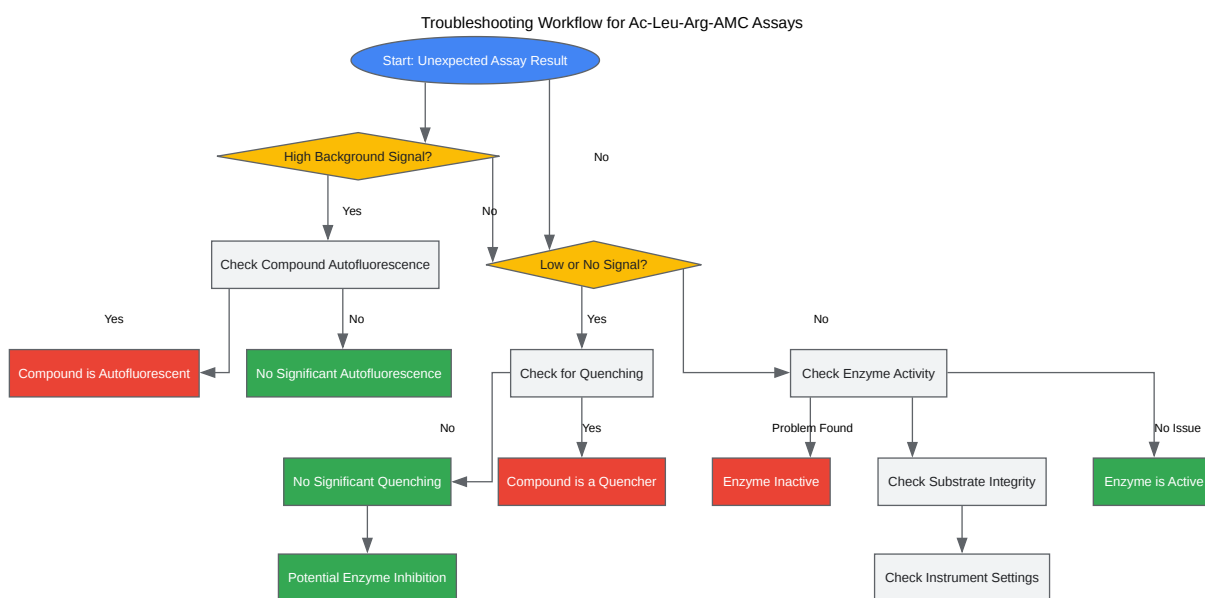 Troubleshooting Workflow for Ac-Leu-Arg-AMC Assays
Start: Unexpected Assay Result
High Background Signal?
No
Yes
No
Check Compound Autofluorescence
Low or No Signal?
Yes
No
Yes
No
Compound is Autofluorescent
No Significant Autofluorescence
Check for Quenching
Check Enzyme Activity
No
Yes
Problem Found
No Issue
No Significant Quenching
Compound is a Quencher
Enzyme Inactive
Check Substrate Integrity
Enzyme is Active
Potential Enzyme Inhibition
Check Instrument Settings